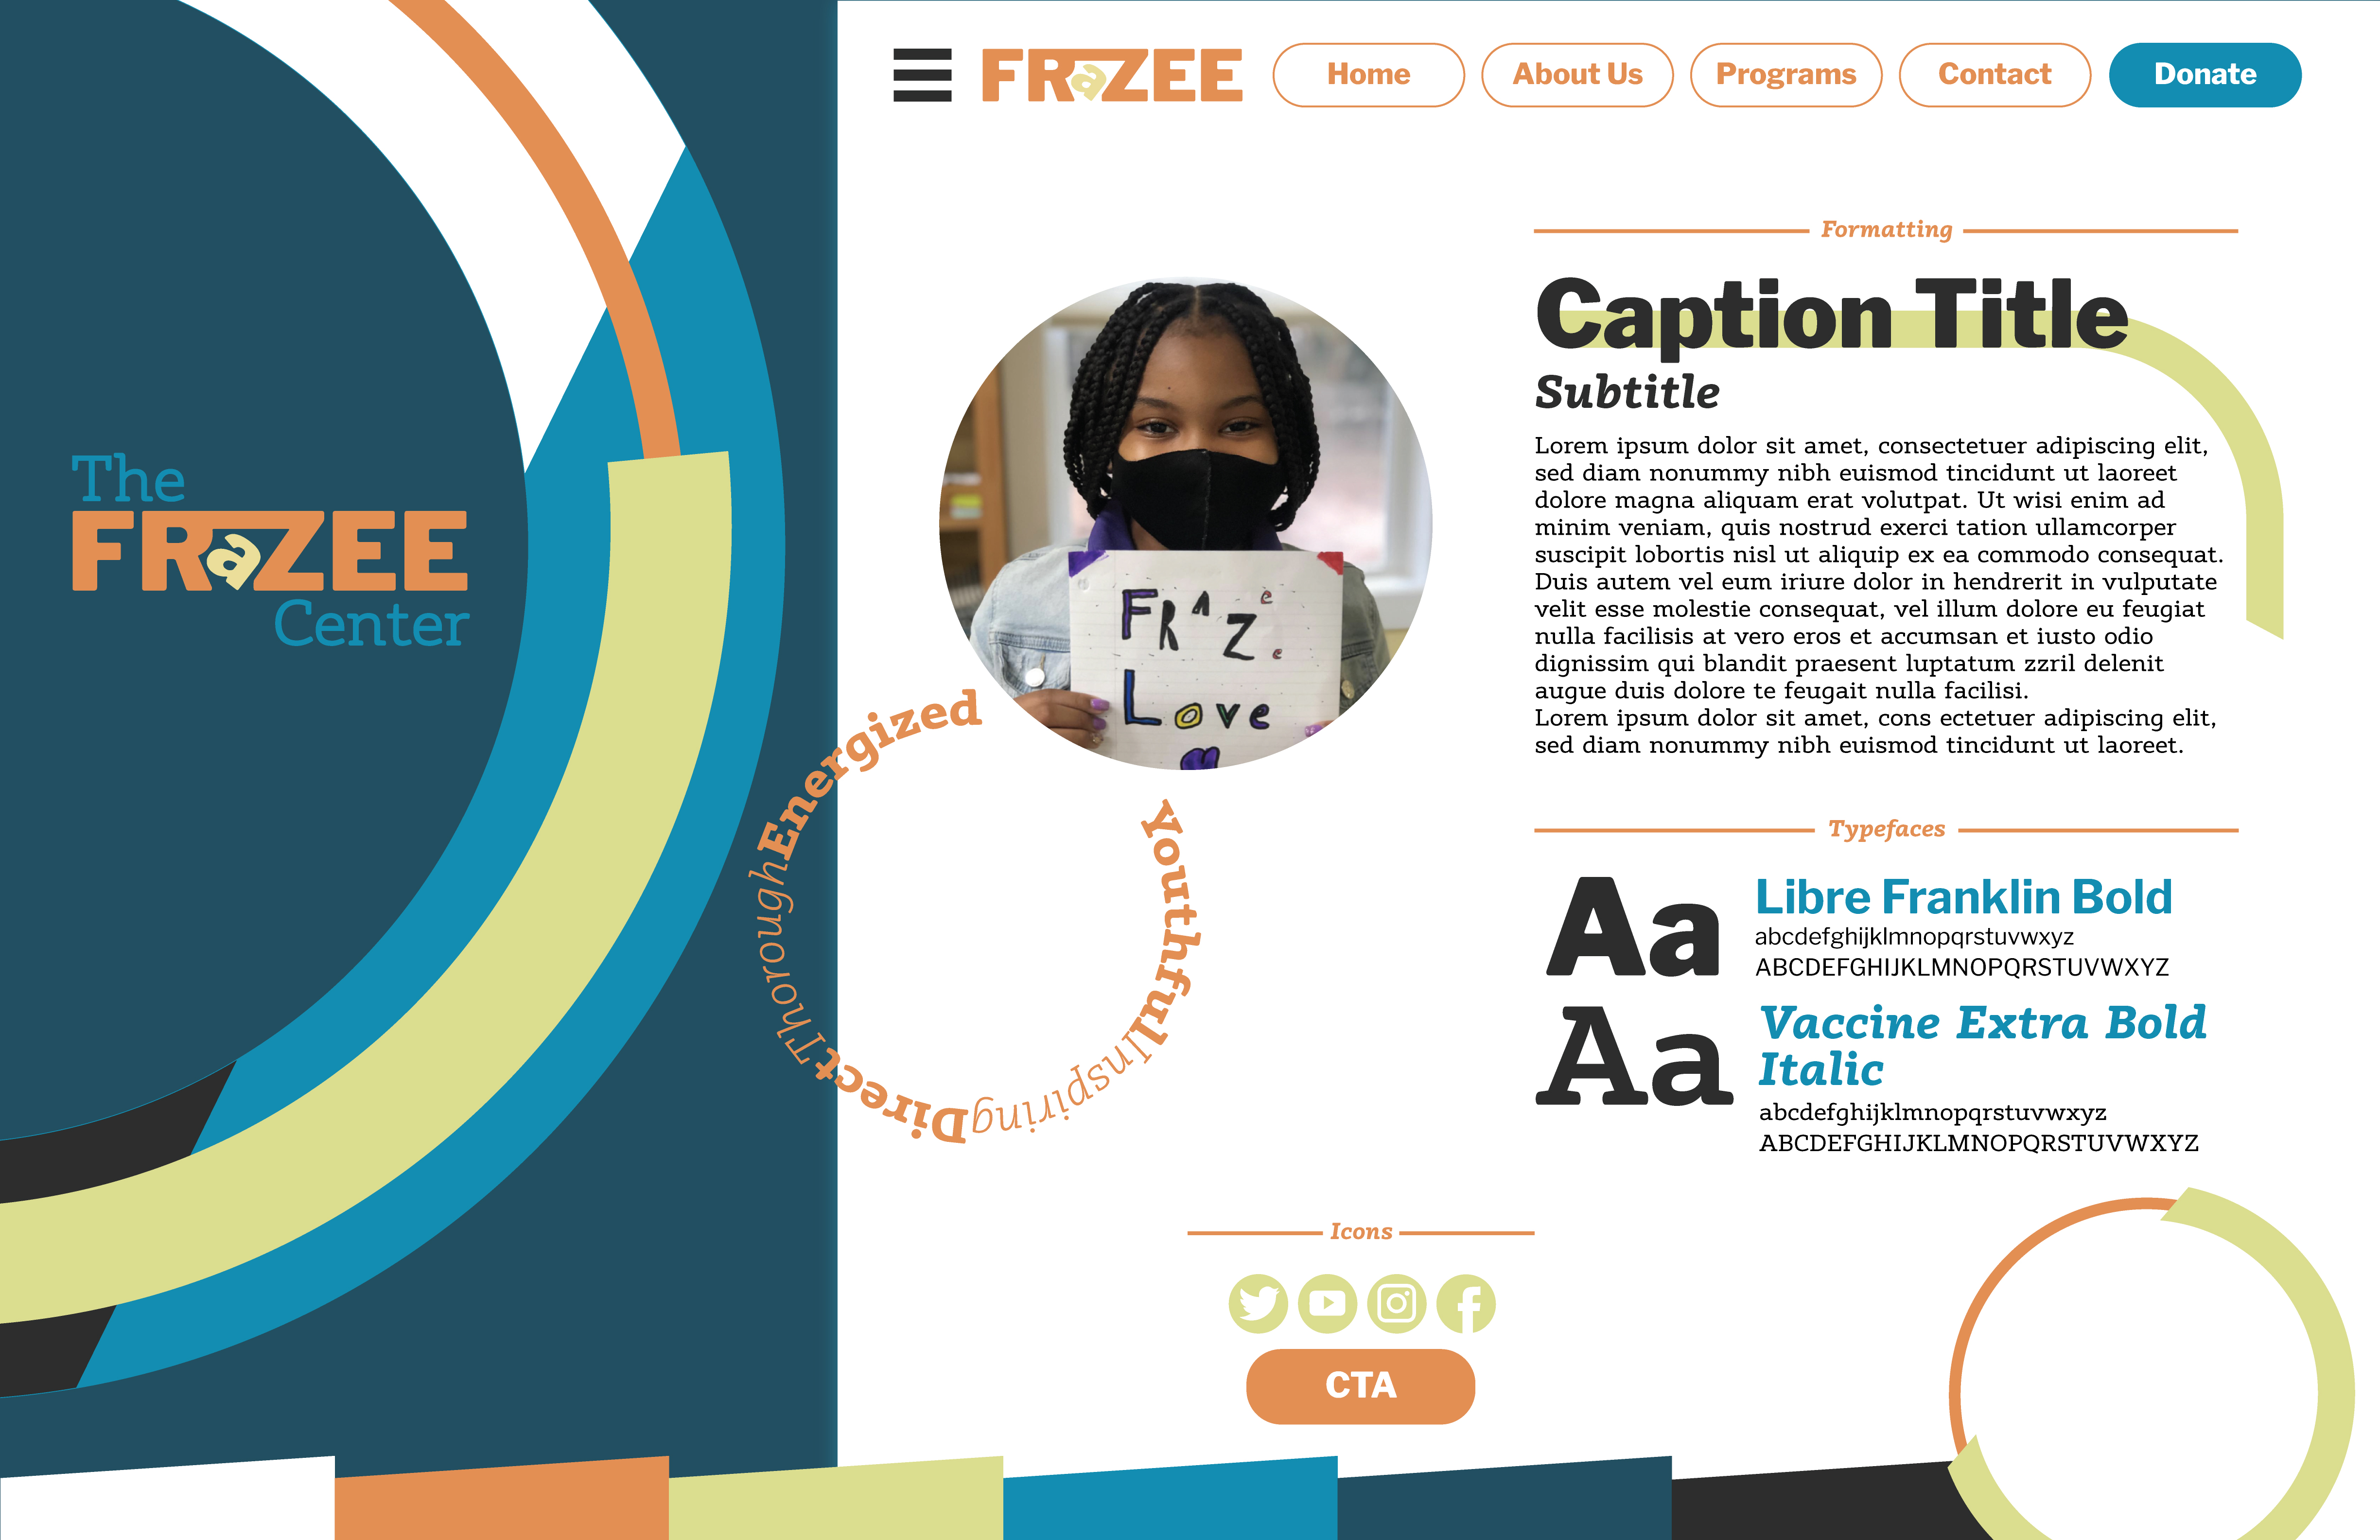 FRaZEE
Home
About Us
Programs
Contact
Donate
The
FRaZEE
Center
FRAZee
Love
Energized
Youthful
Inspiring
Direct
Thorough
Formatting
Caption Title
Subtitle
Lorem ipsum dolor sit amet, consectetuer adipiscing elit,
sed diam nonummy nibh euismod tincidunt ut laoreet
dolore magna aliquam erat volutpat. Ut wisi enim ad
minim veniam, quis nostrud exerci tation ullamcorper
suscipit lobortis nisl ut aliquip ex ea commodo consequat.
Duis autem vel eum iriure dolor in hendrerit in vulputate
velit esse molestie consequat, vel illum dolore eu feugiat
nulla facilisis at vero eros et accumsan et iusto odio
dignissim qui blandit praesent luptatum zzril delenit
augue duis dolore te feugait nulla facilisi.
Lorem ipsum dolor sit amet, cons ectetuer adipiscing elit,
sed diam nonummy nibh euismod tincidunt ut laoreet.
Typefaces
Aa
Libre Franklin Bold
abcdefghijklmnopqrstuvwxyz
ABCDEFGHIJKLMNOPQRSTUVWXYZ
Aa
Vaccine Extra Bold
Italic
abcdefghijklmnopqrstuvwxyz
ABCDEFGHIJKLMNOPQRSTUVWXYZ
Icons
CTA